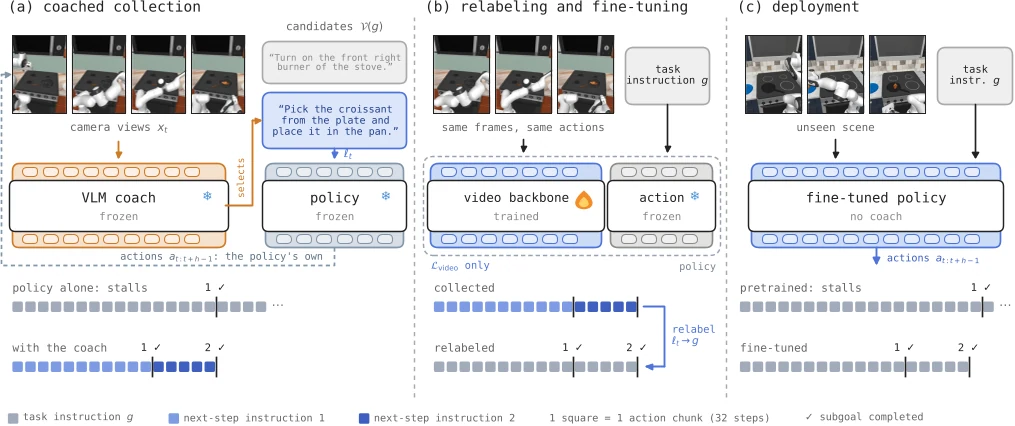 (a) coached collection
candidates 𝒱(g)
"Turn on the front right
burner of the stove."
"Pick the croissant
from the plate and
place it in the pan."
camera views x_t
ℓ_t
selects
VLM coach
frozen
policy
frozen
actions a_{t:t+h−1}: the policy's own
policy alone: stalls
1 ✓
...
with the coach
1 ✓
2 ✓
(b) relabeling and fine-tuning
task
instruction g
same frames, same actions
video backbone
trained
action
frozen
ℒ_video only
policy
collected
relabel
ℓ_t → g
relabeled
1 ✓
2 ✓
(c) deployment
task
instr. g
unseen scene
fine-tuned policy
no coach
actions a_{t:t+h−1}
pretrained: stalls
1 ✓
...
fine-tuned
1 ✓
2 ✓
task instruction g
next-step instruction 1
next-step instruction 2
1 square = 1 action chunk (32 steps)
✓ subgoal completed